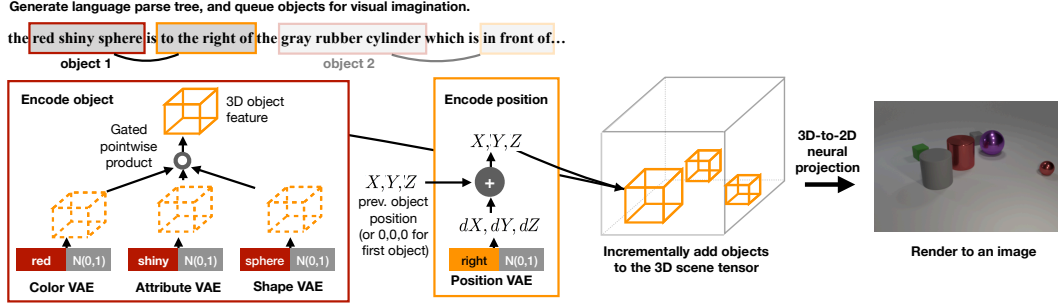 Generate language parse tree, and queue objects for visual imagination.
the red shiny sphere is to the right of the gray rubber cylinder which is in front of...
object 1
object 2
Encode object
3D object
feature
Gated
pointwise
product
red N(0,1)
shiny N(0,1)
sphere N(0,1)
Color VAE
Attribute VAE
Shape VAE
Encode position
X,Y,Z
X,Y,Z
prev. object
position
(or 0,0,0 for
first object)
+
dX, dY, dZ
right N(0,1)
Position VAE
Incrementally add objects
to the 3D scene tensor
3D-to-2D
neural
projection
Render to an image